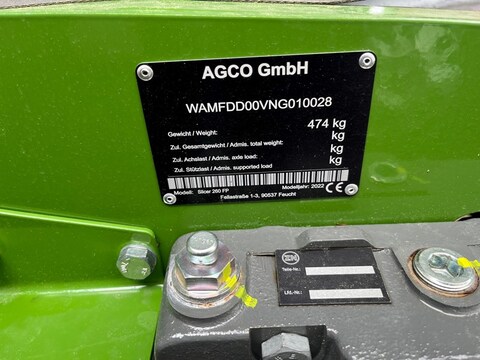 AGCO GmbH
WAMFDD00VNG010028
Gewicht / Weight: 474 kg
Zul. Gesamtgewicht / Admis. total weight: kg
Zul. Achslast / Admis. axle load: kg
Zul. Stützlast / Admis. supported load kg
Modell: Slicer 260 FP Modelljahr: 2022 CE
Feliastraße 1-3, 90537 Feucht
Teile-Nr.:
Lfd.-Nr.: